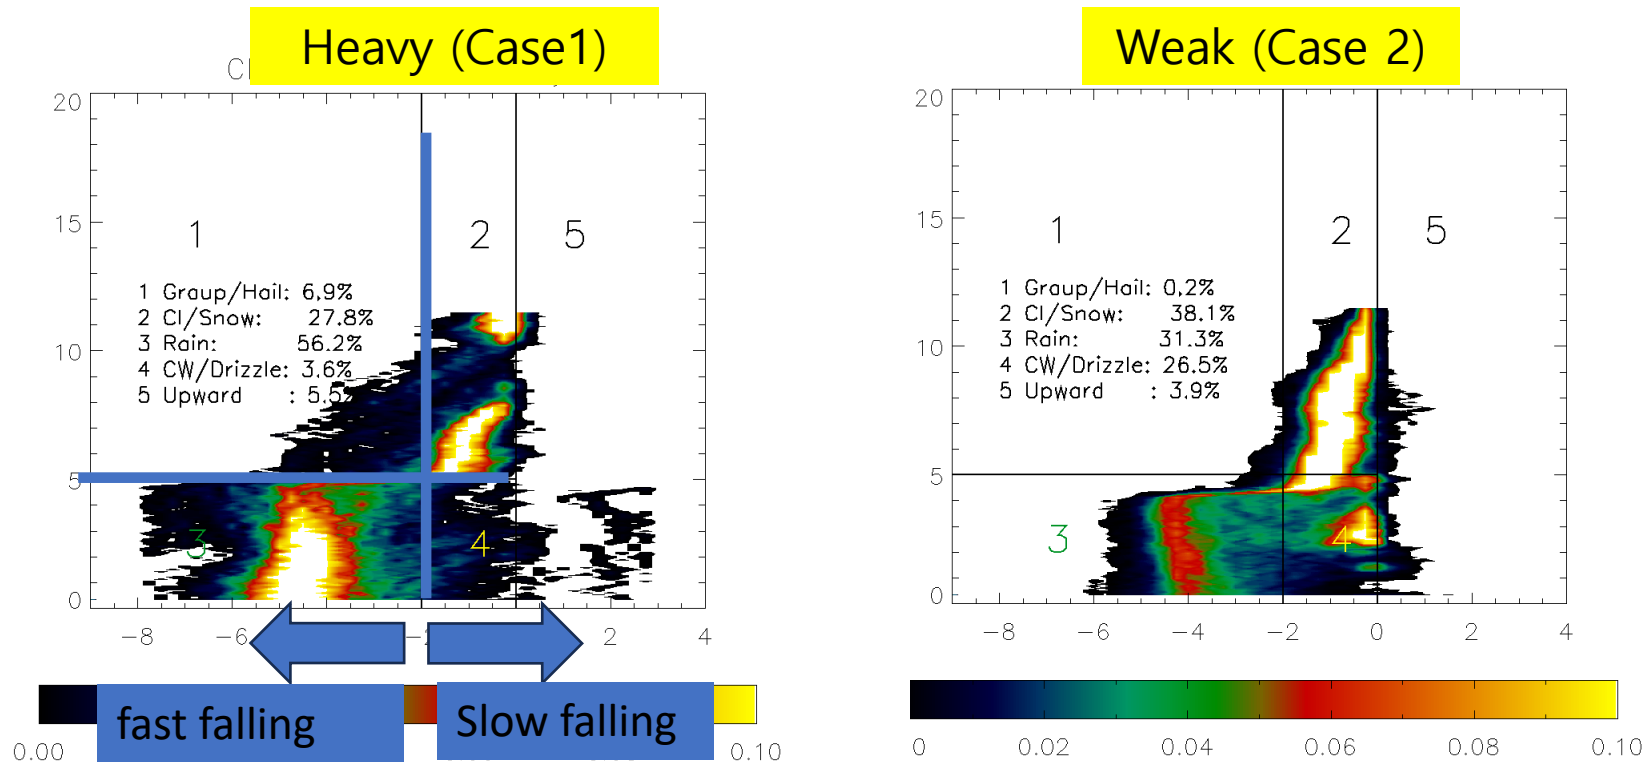 Heavy (Case1)
Weak (Case 2)
20
15
10
5
0
1
2
5
1 Graup/Hail: 6.9%
2 CI/Snow: 27.8%
3 Rain: 56.2%
4 CW/Drizzle: 3.6%
5 Upward : 5.5%
3
4
-8
-6
2
4
fast falling
Slow falling
0.00
0.10
20
15
10
5
0
1
2
5
1 Graup/Hail: 0.2%
2 CI/Snow: 38.1%
3 Rain: 31.3%
4 CW/Drizzle: 26.5%
5 Upward : 3.9%
3
4
-8
-6
-4
-2
0
2
4
0
0.02
0.04
0.06
0.08
0.10